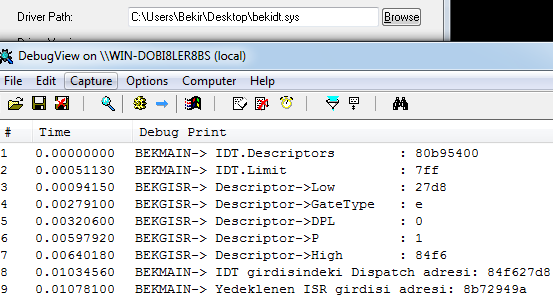 Driver Path: C:\Users\Bekir\Desktop\bekidt.sys Browse
DebugView on \\WIN-DOBI8LER8BS (local)
File Edit Capture Options Computer Help
# Time Debug Print
1 0.00000000 BEKMAIN-> IDT.Descriptors : 80b95400
2 0.00051130 BEKMAIN-> IDT.Limit : 7ff
3 0.00094150 BEKGISR-> Descriptor->Low : 27d8
4 0.00279100 BEKGISR-> Descriptor->GateType : e
5 0.00320600 BEKGISR-> Descriptor->DPL : 0
6 0.00597920 BEKGISR-> Descriptor->P : 1
7 0.00640180 BEKGISR-> Descriptor->High : 84f6
8 0.01034560 BEKMAIN-> IDT girdisindeki Dispatch adresi: 84f627d8
9 0.01078100 BEKMAIN-> Yedeklenen ISR girdisi adresi: 8b72949a